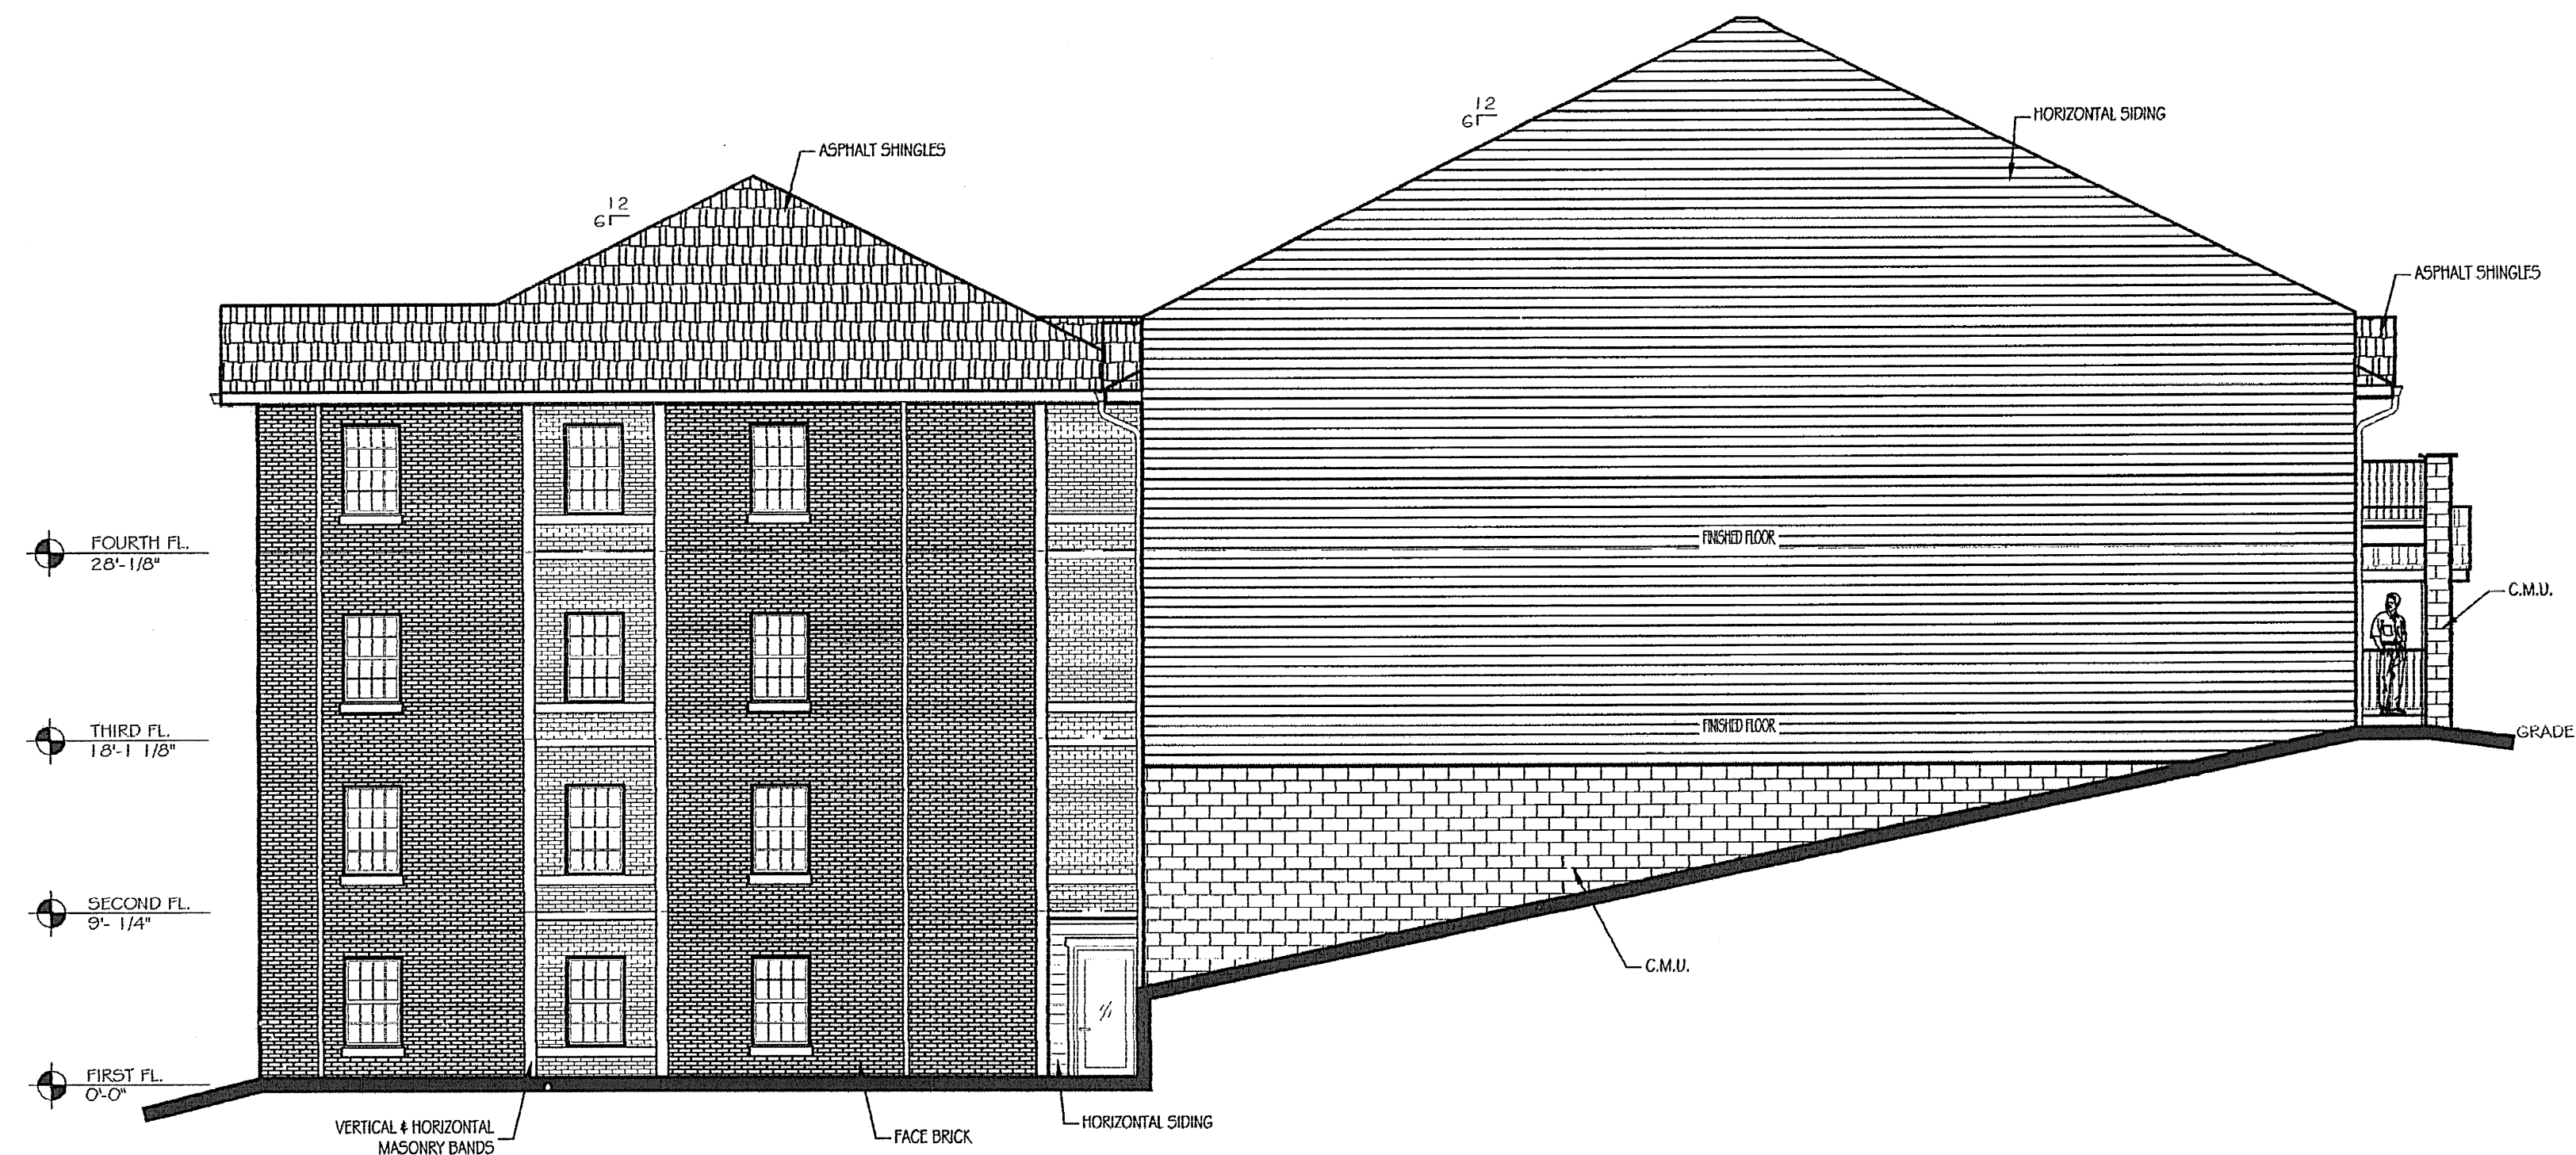 12
6
HORIZONTAL SIDING
ASPHALT SHINGLES
12
6
ASPHALT SHINGLES
FINISHED FLOOR
FOURTH FL.
28'-1/8"
C.M.U.
FINISHED FLOOR
THIRD FL.
18'-1 1/8"
GRADE
SECOND FL.
9'- 1/4"
C.M.U.
FIRST FL.
0'-0"
VERTICAL & HORIZONTAL
MASONRY BANDS
FACE BRICK
HORIZONTAL SIDING